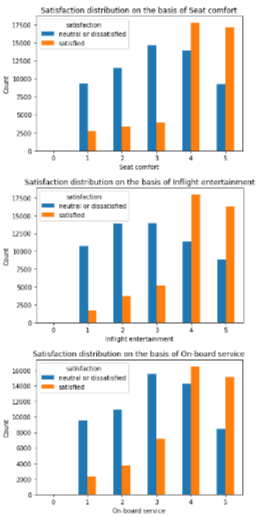 Satisfaction distribution on the basis of Seat comfort
satisfaction
neutral or dissatisfied
satisfied
17500
15000
12500
10000
7500
5000
2500
0
Count
0 1 2 3 4 5
Seat comfort
Satisfaction distribution on the basis of Inflight entertainment
satisfaction
neutral or dissatisfied
satisfied
17500
15000
12500
10000
7500
5000
2500
0
Count
0 1 2 3 4 5
Inflight entertainment
Satisfaction distribution on the basis of On-board service
satisfaction
neutral or dissatisfied
satisfied
16000
14000
12000
10000
8000
6000
4000
2000
0
Count
0 1 2 3 4 5
On-board service